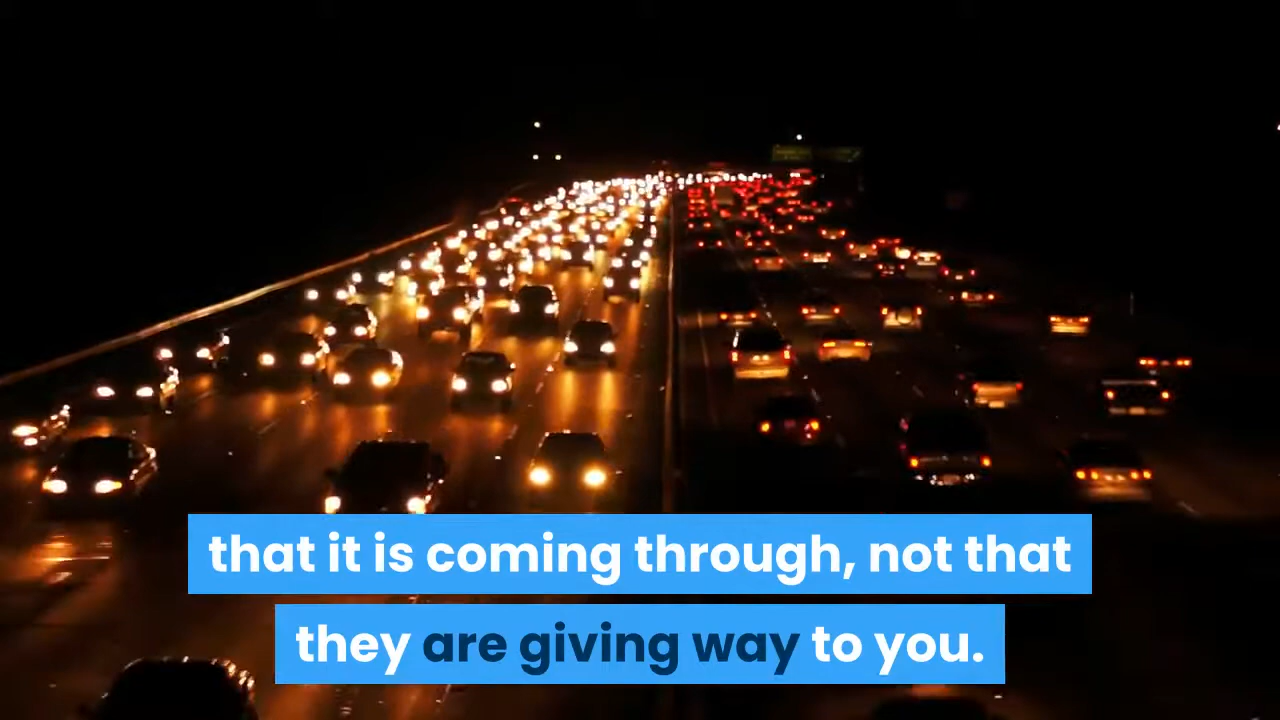 that it is coming through, not that
they are giving way to you.